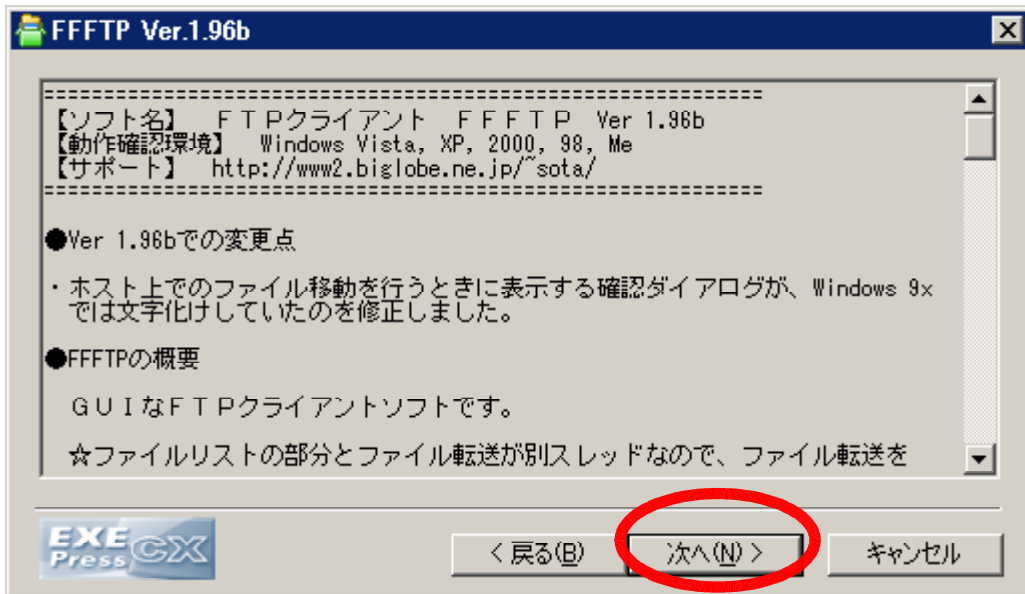 FFFTP Ver.1.96b
============================================================
【ソフト名】　ＦＴＰクライアント　ＦＦＦＴＰ　Ver 1.96b
【動作確認環境】　Windows Vista, XP, 2000, 98, Me
【サポート】　http://www2.biglobe.ne.jp/~sota/
============================================================
●Ver 1.96bでの変更点
・ホスト上でのファイル移動を行うときに表示する確認ダイアログが、Windows 9x
では文字化けしていたのを修正しました。
●FFFTPの概要
ＧＵＩなＦＴＰクライアントソフトです。
☆ファイルリストの部分とファイル転送が別スレッドなので、ファイル転送を
EXE Press CX
< 戻る(B)
次へ(N) >
キャンセル